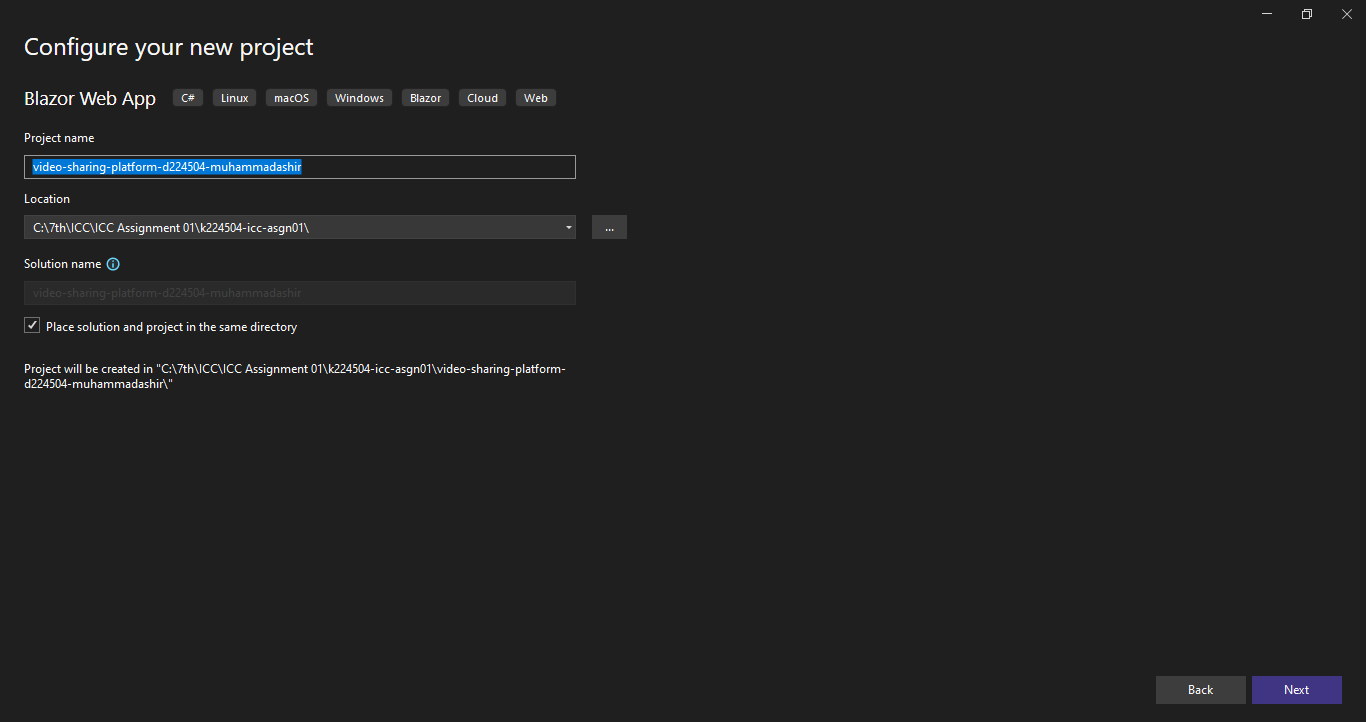 Configure your new project
Blazor Web App C# Linux macOS Windows Blazor Cloud Web
Project name
video-sharing-platform-d224504-muhammadashir
Location
C:\7th\ICC\ICC Assignment 01\k224504-icc-asgn01\
...
Solution name
video-sharing-platform-d224504-muhammadashir
Place solution and project in the same directory
Project will be created in "C:\7th\ICC\ICC Assignment 01\k224504-icc-asgn01\video-sharing-platform-
d224504-muhammadashir\"
Back Next